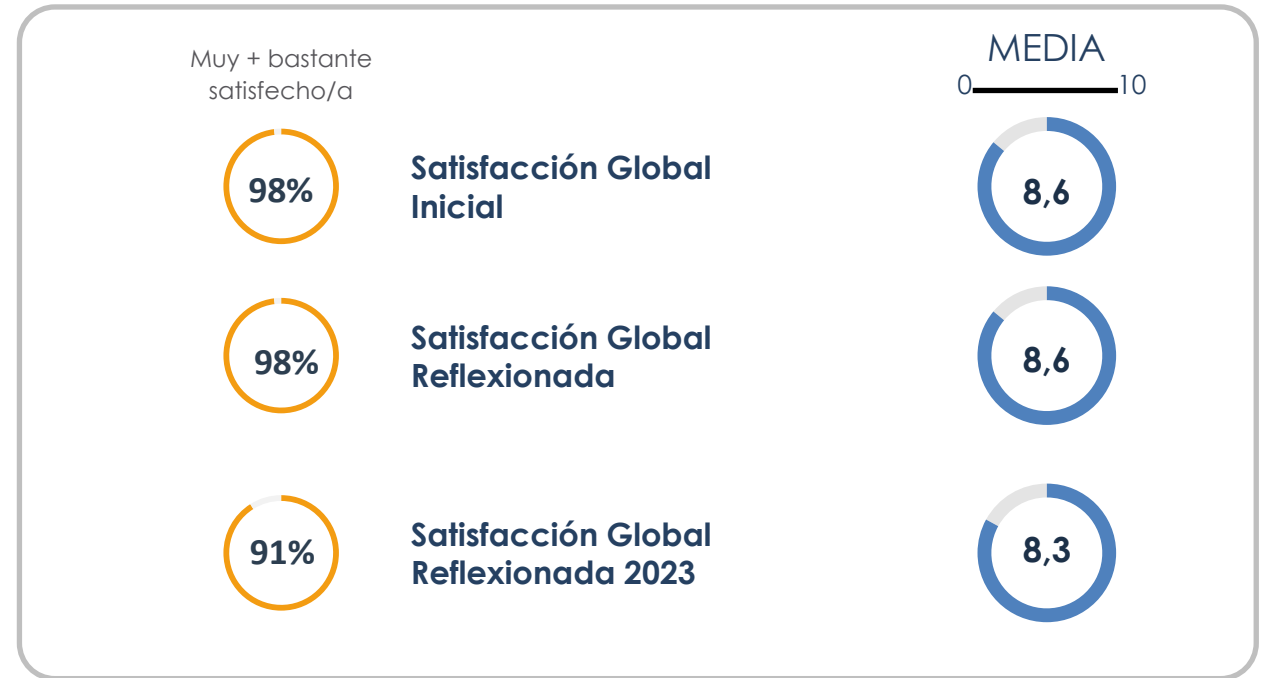 Muy + bastante
satisfecho/a
MEDIA
0 10
98%
Satisfacción Global
Inicial
8,6
98%
Satisfacción Global
Reflexionada
8,6
91%
Satisfacción Global
Reflexionada 2023
8,3